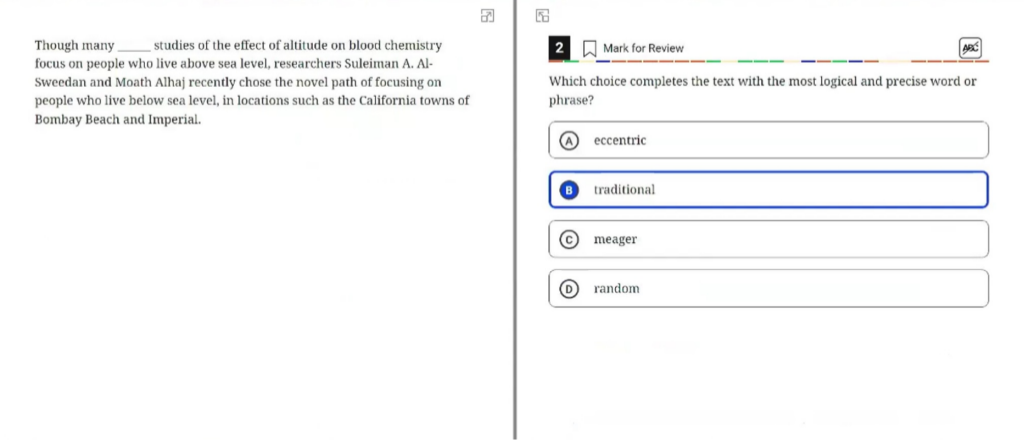 Though many _____ studies of the effect of altitude on blood chemistry
focus on people who live above sea level, researchers Suleiman A. Al-
Sweedan and Moath Alhaj recently chose the novel path of focusing on
people who live below sea level, in locations such as the California towns of
Bombay Beach and Imperial.
2 Mark for Review ABC
Which choice completes the text with the most logical and precise word or
phrase?
A eccentric
B traditional
C meager
D random